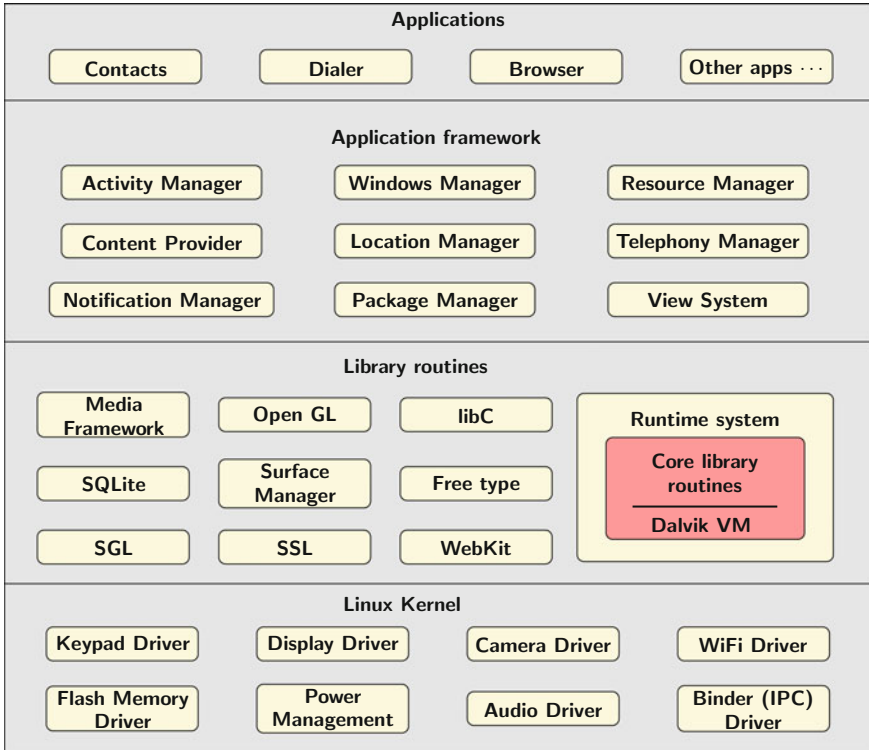 Applications
Contacts
Dialer
Browser
Other apps ···
Application framework
Activity Manager
Windows Manager
Resource Manager
Content Provider
Location Manager
Telephony Manager
Notification Manager
Package Manager
View System
Library routines
Media
Framework
Open GL
libC
Runtime system
Core library
routines
Dalvik VM
SQLite
Surface
Manager
Free type
SGL
SSL
WebKit
Linux Kernel
Keypad Driver
Display Driver
Camera Driver
WiFi Driver
Flash Memory
Driver
Power
Management
Audio Driver
Binder (IPC)
Driver